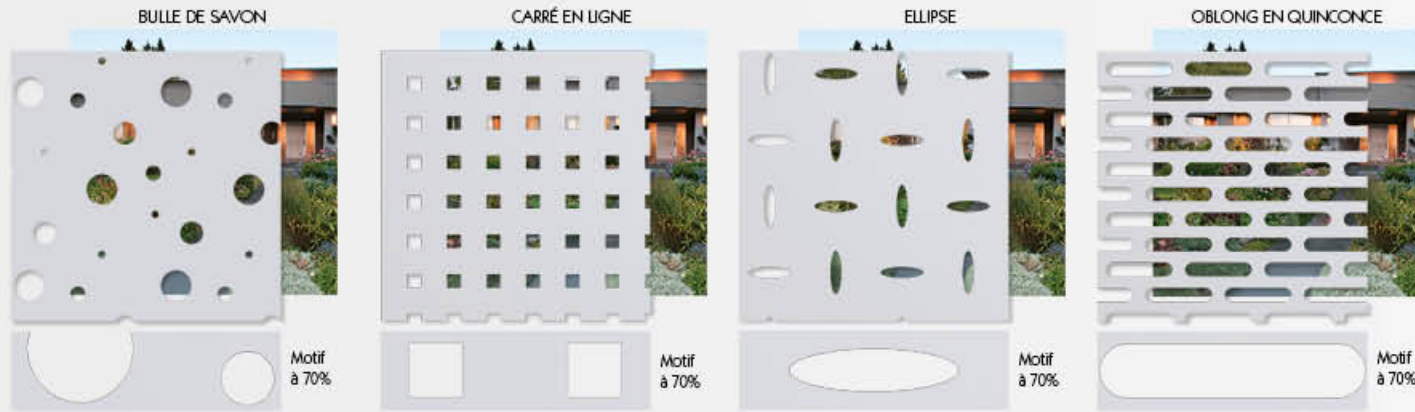 BULLE DE SAVON
CARRÉ EN LIGNE
ELLIPSE
OBLONG EN QUINCONCE
Motif
à 70%
Motif
à 70%
Motif
à 70%
Motif
à 70%